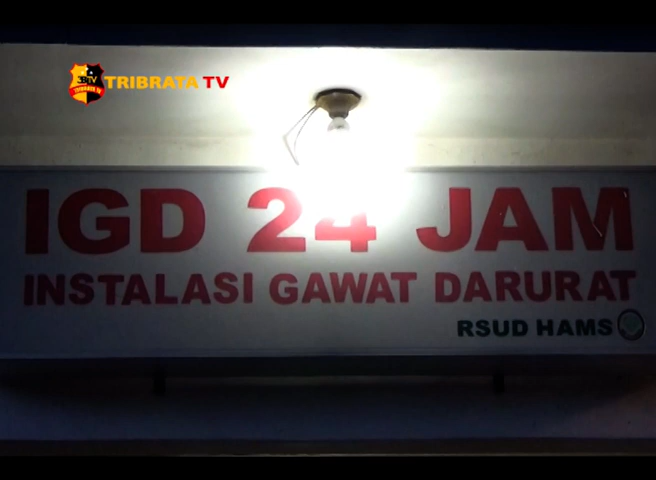 TRIBRATA TV
IGD 24 JAM
INSTALASI GAWAT DARURAT
RSUD HAMS